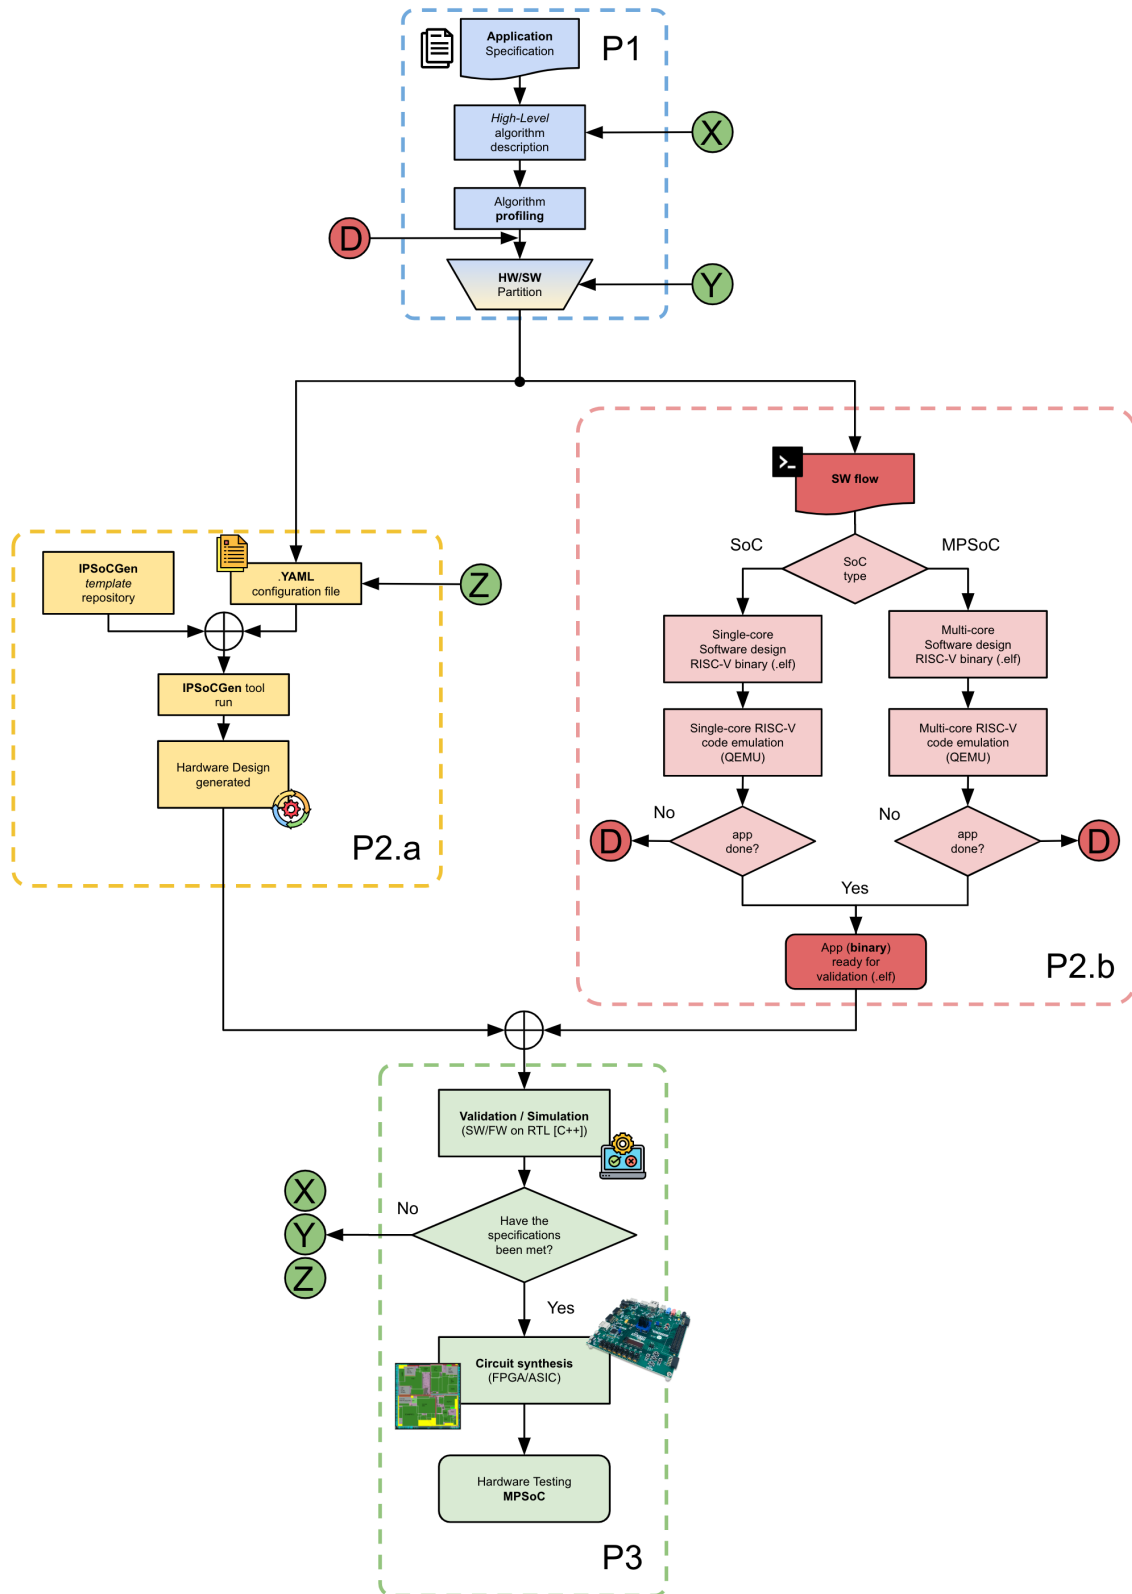 Application
Specification
P1
High-Level
algorithm
description
X
Algorithm
profiling
D
HW/SW
Partition
Y
>_
SW flow
SoC
MPSoC
SoC
type
IPSoCGen
template
repository
.YAML
configuration file
Z
Single-core
Software design
RISC-V binary (.elf)
Multi-core
Software design
RISC-V binary (.elf)
IPSoCGen tool
run
Single-core RISC-V
code emulation
(QEMU)
Multi-core RISC-V
code emulation
(QEMU)
Hardware Design
generated
P2.a
No
No
D
app
done?
app
done?
D
Yes
App (binary)
ready for
validation (.elf)
P2.b
Validation / Simulation
(SW/FW on RTL [C++])
X
Y
Z
No
Have the
specifications
been met?
Yes
Circuit synthesis
(FPGA/ASIC)
Hardware Testing
MPSoC
P3